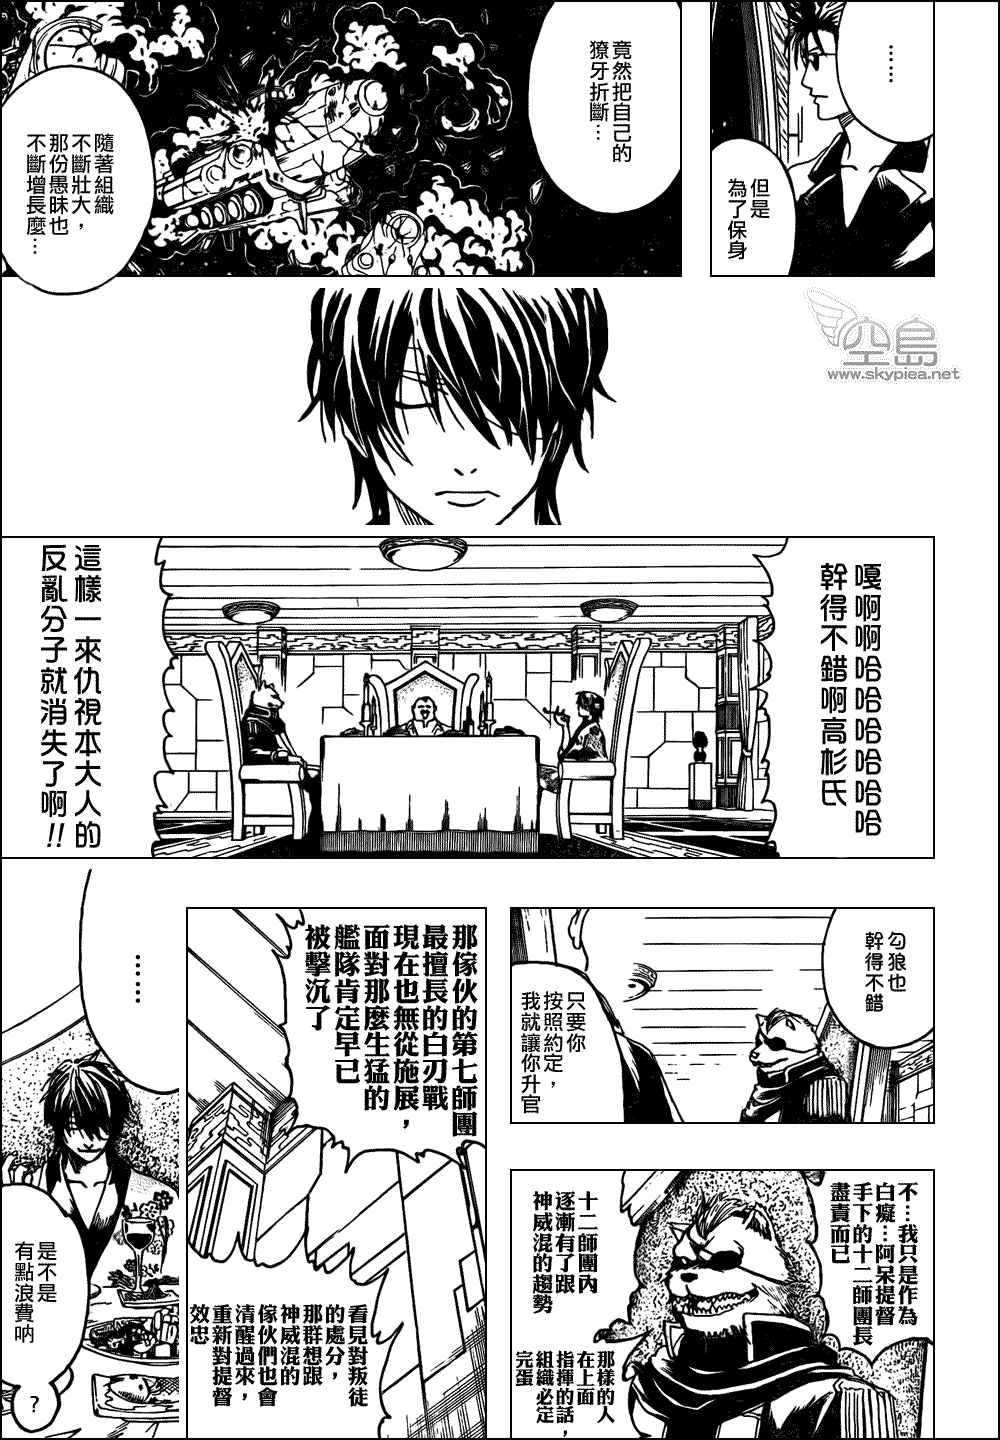 ……
但是
為了保身
竟然把自己的
獠牙折斷…
隨著組織
不斷壯大，
那份愚昧也
不斷增長麼…
空島
www.skypiea.net
嘎啊啊哈哈哈哈哈哈
幹得不錯啊高杉氏
這樣一來仇視本大人的
反亂分子就消失了啊!!
勾狼也
幹得不錯
只要你
按照約定，
我就讓你升官
不…我只是作為
白癡…阿呆提督
手下的十二師團長
盡責而已
十二師團內
逐漸有了跟
神威混的趨勢
那樣的人
在上面
指揮的話，
組織必定
完蛋
那傢伙的第七師團
最擅長的白刃戰
現在也無從施展，
面對那麼生猛的
艦隊肯定早已
被擊沉了
看見對叛徒
的處分，
那群想跟
神威混的
傢伙們也會
清醒過來，
重新對提督
效忠
……
是不是
有點浪費吶
?